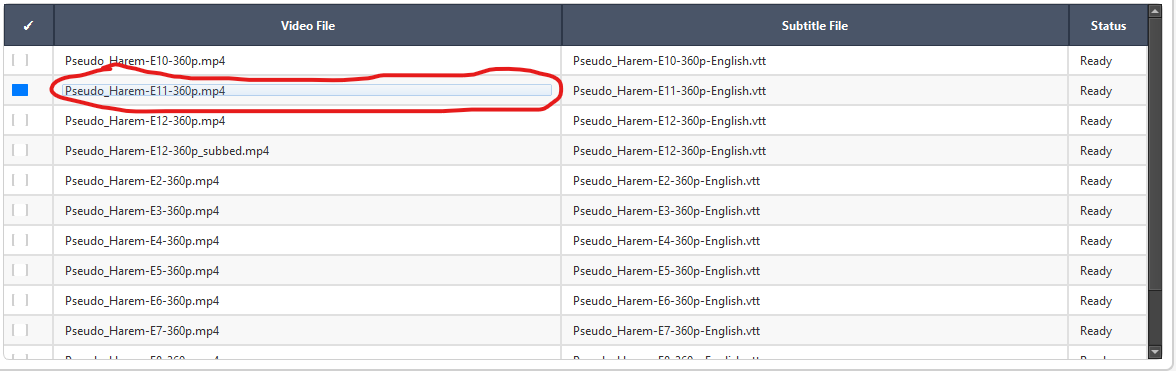 ✓ Video File Subtitle File Status
Pseudo_Harem-E10-360p.mp4 Pseudo_Harem-E10-360p-English.vtt Ready
Pseudo_Harem-E11-360p.mp4 Pseudo_Harem-E11-360p-English.vtt Ready
Pseudo_Harem-E12-360p.mp4 Pseudo_Harem-E12-360p-English.vtt Ready
Pseudo_Harem-E12-360p_subbed.mp4 Pseudo_Harem-E12-360p-English.vtt Ready
Pseudo_Harem-E2-360p.mp4 Pseudo_Harem-E2-360p-English.vtt Ready
Pseudo_Harem-E3-360p.mp4 Pseudo_Harem-E3-360p-English.vtt Ready
Pseudo_Harem-E4-360p.mp4 Pseudo_Harem-E4-360p-English.vtt Ready
Pseudo_Harem-E5-360p.mp4 Pseudo_Harem-E5-360p-English.vtt Ready
Pseudo_Harem-E6-360p.mp4 Pseudo_Harem-E6-360p-English.vtt Ready
Pseudo_Harem-E7-360p.mp4 Pseudo_Harem-E7-360p-English.vtt Ready